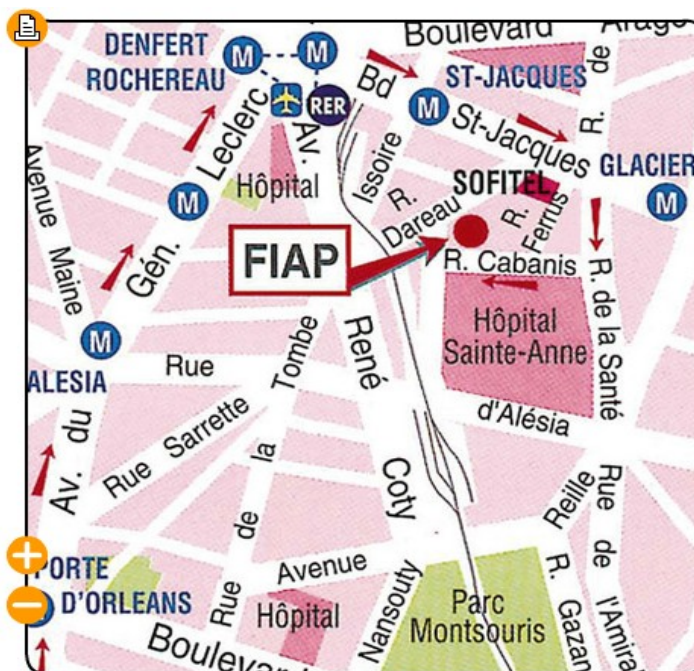 Boulevard Arago
DENFERT
ROCHEREAU
M
M
Bd
ST-JACQUES
R. de
RER
M
St-Jacques
Leclerc
Av.
Issoire
GLACIER
Hôpital
SOFITEL
M
M
R.
Dareau
R.
Ferrus
FIAP
R. Cabanis
Avenue
Maine
Gén.
R. de la Santé
Hôpital
Sainte-Anne
M
René
Tombe
Rue
ALESIA
d'Alésia
Rue Sarrette
la
Av. du
Coty
de
Reille
Rue
de
l'Amiral
PORTE
D'ORLEANS
Rue
Avenue
Nansouty
Parc
Montsouris
R.
Gazan
Hôpital
Boulevard